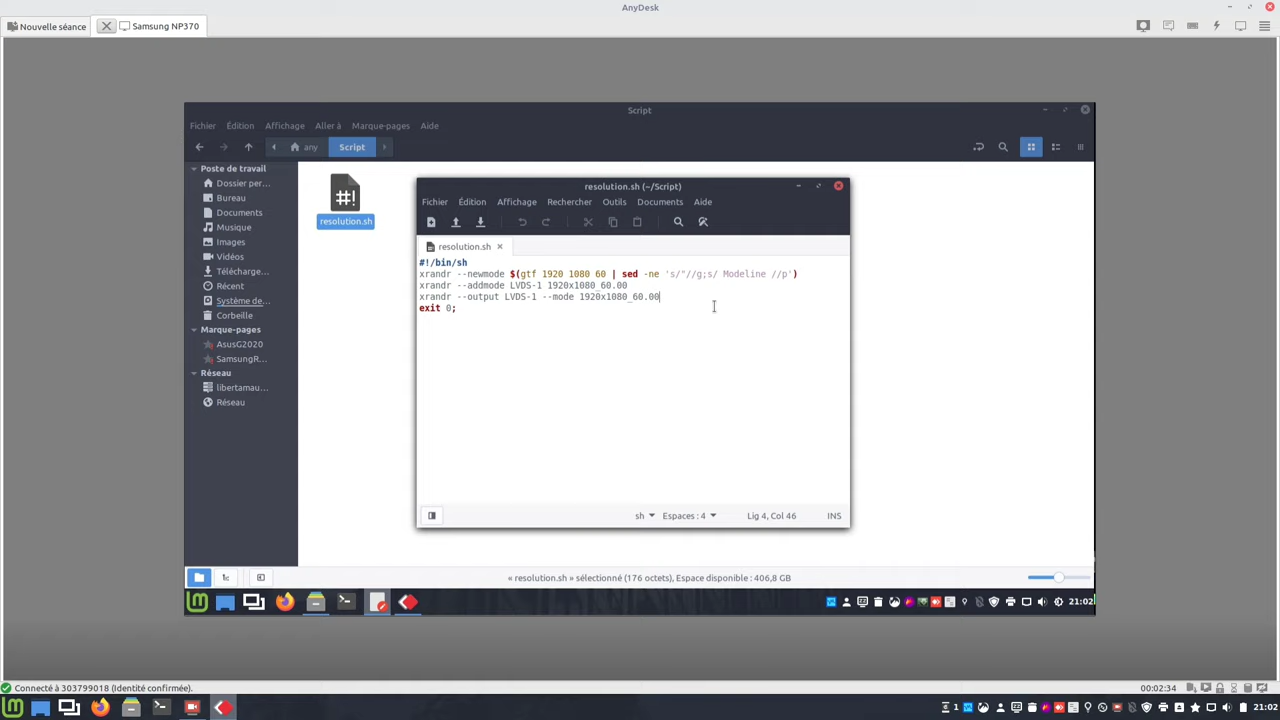 AnyDesk
Nouvelle séance
Samsung NP370
Script
Fichier Édition Affichage Aller à Marque-pages Aide
any Script
Poste de travail
Dossier per...
Bureau
Documents
Musique
Images
Vidéos
Télécharge...
Récent
Système de...
Corbeille
Marque-pages
AsusG2020
SamsungR...
Réseau
libertamau...
Réseau
resolution.sh
resolution.sh (~/Script)
Fichier Édition Affichage Rechercher Outils Documents Aide
resolution.sh
#!/bin/sh
xrandr --newmode $(gtf 1920 1080 60 | sed -ne 's/"//g;s/ Modeline //p')
xrandr --addmode LVDS-1 1920x1080_60.00
xrandr --output LVDS-1 --mode 1920x1080_60.00
exit 0;
sh Espaces : 4 Lig 4, Col 46 INS
« resolution.sh » sélectionné (176 octets), Espace disponible : 406,8 GB
21:02
Connecté à 303799018 (Identité confirmée).
00:02:34
1
21:02